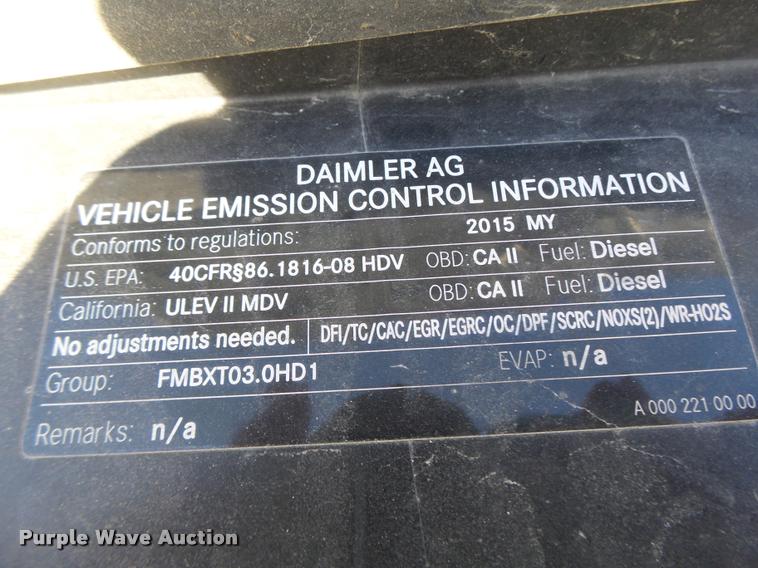 DAIMLER AG
VEHICLE EMISSION CONTROL INFORMATION
Conforms to regulations: 2015 MY
U.S. EPA: 40CFR§86.1816-08 HDV OBD: CA II Fuel: Diesel
California: ULEV II MDV OBD: CA II Fuel: Diesel
No adjustments needed. DFI/TC/CAC/EGR/EGRC/OC/DPF/SCRC/NOXS(2)/WR-HO2S
Group: FMBXT03.0HD1 EVAP: n/a
Remarks: n/a A 000 221 00 00
Purple Wave Auction